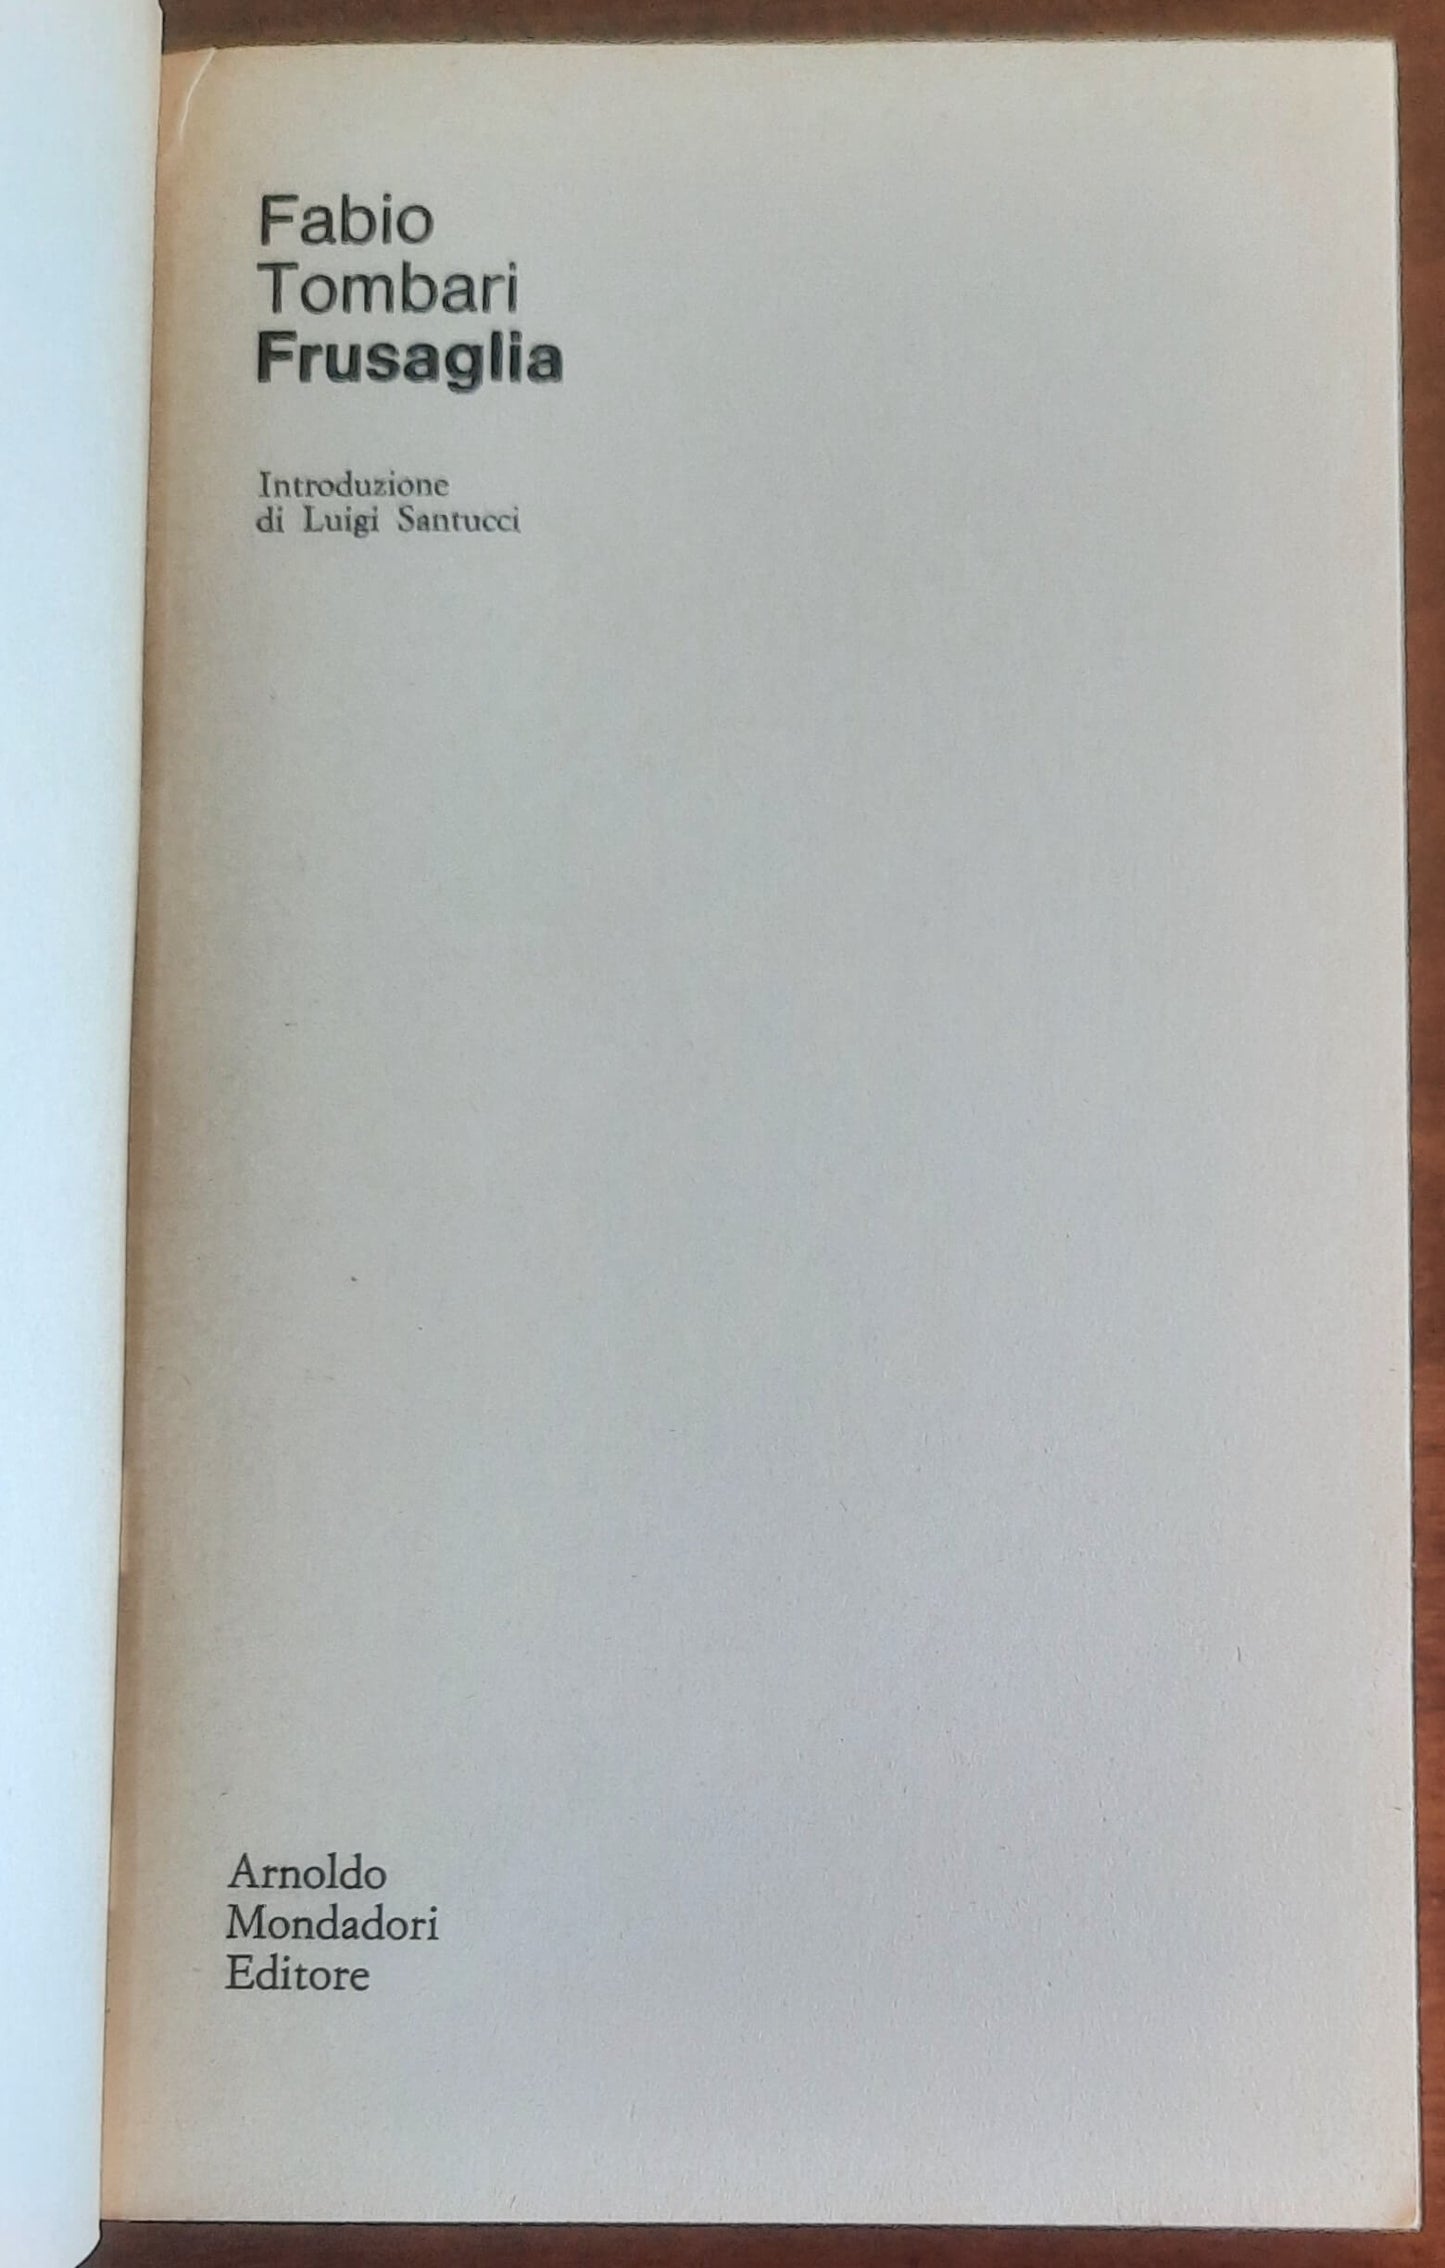 Fabio
Tombari
Frusaglia
Introduzione
di Luigi Santucci
Arnoldo
Mondadori
Editore